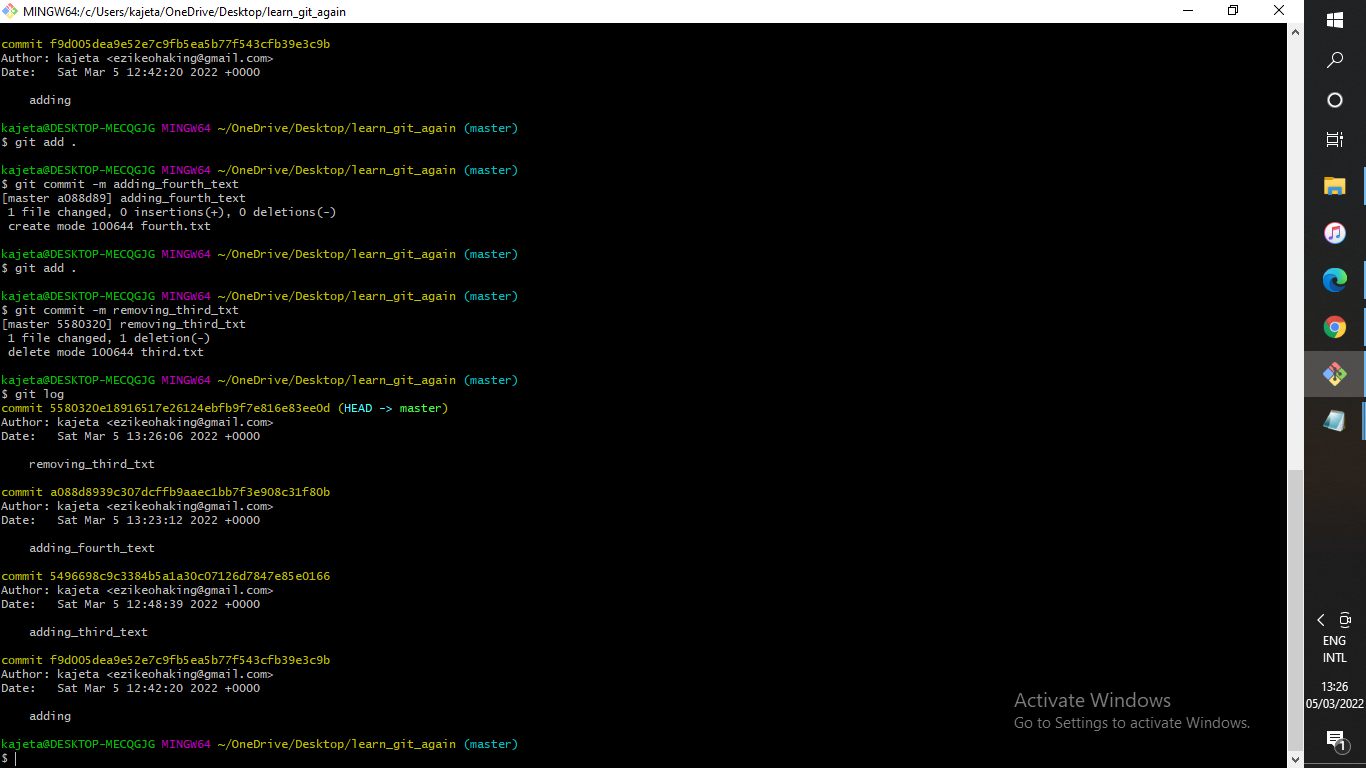 MINGW64:/c/Users/kajeta/OneDrive/Desktop/learn_git_again
commit f9d005dea9e52e7c9fb5ea5b77f543cfb39e3c9b
Author: kajeta <ezikeohaking@gmail.com>
Date:   Sat Mar 5 12:42:20 2022 +0000
    adding
kajeta@DESKTOP-MECQGJG MINGW64 ~/OneDrive/Desktop/learn_git_again (master)
$ git add .
kajeta@DESKTOP-MECQGJG MINGW64 ~/OneDrive/Desktop/learn_git_again (master)
$ git commit -m adding_fourth_text
[master a088d89] adding_fourth_text
 1 file changed, 0 insertions(+), 0 deletions(-)
 create mode 100644 fourth.txt
kajeta@DESKTOP-MECQGJG MINGW64 ~/OneDrive/Desktop/learn_git_again (master)
$ git add .
kajeta@DESKTOP-MECQGJG MINGW64 ~/OneDrive/Desktop/learn_git_again (master)
$ git commit -m removing_third_txt
[master 5580320] removing_third_txt
 1 file changed, 1 deletion(-)
 delete mode 100644 third.txt
kajeta@DESKTOP-MECQGJG MINGW64 ~/OneDrive/Desktop/learn_git_again (master)
$ git log
commit 5580320e18916517e26124ebfb9f7e816e83ee0d (HEAD -> master)
Author: kajeta <ezikeohaking@gmail.com>
Date:   Sat Mar 5 13:26:06 2022 +0000
    removing_third_txt
commit a088d8939c307dcffb9aaec1bb7f3e908c31f80b
Author: kajeta <ezikeohaking@gmail.com>
Date:   Sat Mar 5 13:23:12 2022 +0000
    adding_fourth_text
commit 5496698c9c3384b5a1a30c07126d7847e85e0166
Author: kajeta <ezikeohaking@gmail.com>
Date:   Sat Mar 5 12:48:39 2022 +0000
    adding_third_text
commit f9d005dea9e52e7c9fb5ea5b77f543cfb39e3c9b
Author: kajeta <ezikeohaking@gmail.com>
Date:   Sat Mar 5 12:42:20 2022 +0000
    adding
kajeta@DESKTOP-MECQGJG MINGW64 ~/OneDrive/Desktop/learn_git_again (master)
$
Activate Windows
Go to Settings to activate Windows.
ENG
INTL
13:26
05/03/2022
1